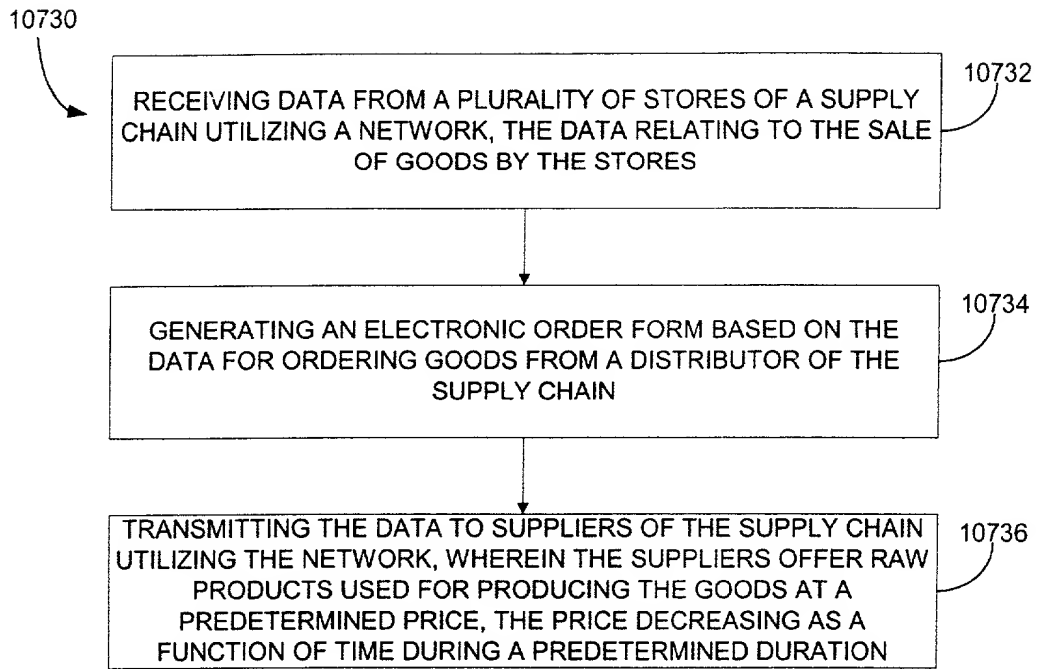 10730
10732
RECEIVING DATA FROM A PLURALITY OF STORES OF A SUPPLY
CHAIN UTILIZING A NETWORK, THE DATA RELATING TO THE SALE
OF GOODS BY THE STORES
10734
GENERATING AN ELECTRONIC ORDER FORM BASED ON THE
DATA FOR ORDERING GOODS FROM A DISTRIBUTOR OF THE
SUPPLY CHAIN
10736
TRANSMITTING THE DATA TO SUPPLIERS OF THE SUPPLY CHAIN
UTILIZING THE NETWORK, WHEREIN THE SUPPLIERS OFFER RAW
PRODUCTS USED FOR PRODUCING THE GOODS AT A
PREDETERMINED PRICE, THE PRICE DECREASING AS A
FUNCTION OF TIME DURING A PREDETERMINED DURATION